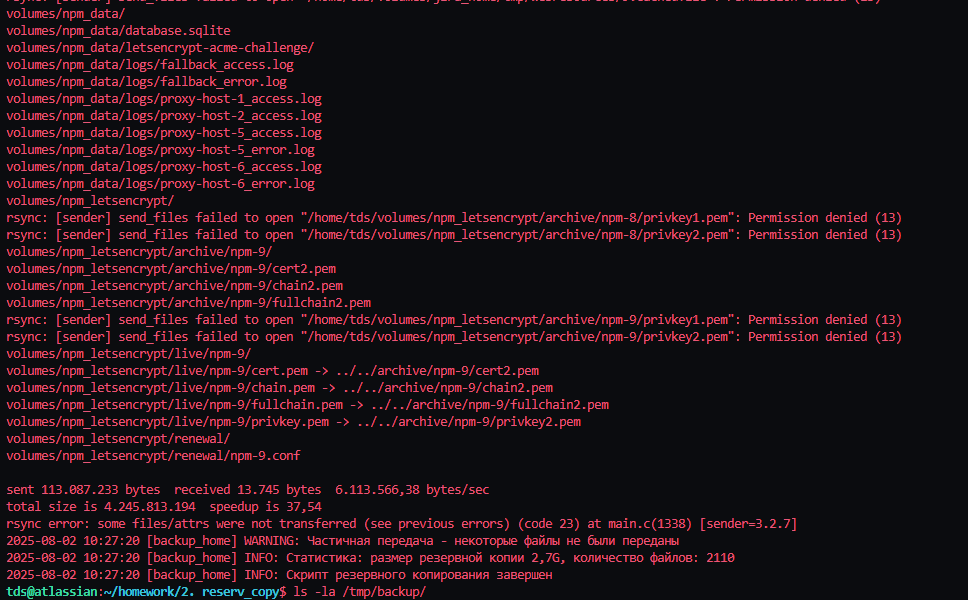 volumes/npm_data/
volumes/npm_data/database.sqlite
volumes/npm_data/letsencrypt-acme-challenge/
volumes/npm_data/logs/fallback_access.log
volumes/npm_data/logs/fallback_error.log
volumes/npm_data/logs/proxy-host-1_access.log
volumes/npm_data/logs/proxy-host-2_access.log
volumes/npm_data/logs/proxy-host-5_access.log
volumes/npm_data/logs/proxy-host-5_error.log
volumes/npm_data/logs/proxy-host-6_access.log
volumes/npm_data/logs/proxy-host-6_error.log
volumes/npm_letsencrypt/
rsync: [sender] send_files failed to open "/home/tds/volumes/npm_letsencrypt/archive/npm-8/privkey1.pem": Permission denied (13)
rsync: [sender] send_files failed to open "/home/tds/volumes/npm_letsencrypt/archive/npm-8/privkey2.pem": Permission denied (13)
volumes/npm_letsencrypt/archive/npm-9/
volumes/npm_letsencrypt/archive/npm-9/cert2.pem
volumes/npm_letsencrypt/archive/npm-9/chain2.pem
volumes/npm_letsencrypt/archive/npm-9/fullchain2.pem
rsync: [sender] send_files failed to open "/home/tds/volumes/npm_letsencrypt/archive/npm-9/privkey1.pem": Permission denied (13)
rsync: [sender] send_files failed to open "/home/tds/volumes/npm_letsencrypt/archive/npm-9/privkey2.pem": Permission denied (13)
volumes/npm_letsencrypt/live/npm-9/
volumes/npm_letsencrypt/live/npm-9/cert.pem -> ../../archive/npm-9/cert2.pem
volumes/npm_letsencrypt/live/npm-9/chain.pem -> ../../archive/npm-9/chain2.pem
volumes/npm_letsencrypt/live/npm-9/fullchain.pem -> ../../archive/npm-9/fullchain2.pem
volumes/npm_letsencrypt/live/npm-9/privkey.pem -> ../../archive/npm-9/privkey2.pem
volumes/npm_letsencrypt/renewal/
volumes/npm_letsencrypt/renewal/npm-9.conf
sent 113.087.233 bytes  received 13.745 bytes  6.113.566,38 bytes/sec
total size is 4.245.813.194  speedup is 37,54
rsync error: some files/attrs were not transferred (see previous errors) (code 23) at main.c(1338) [sender=3.2.7]
2025-08-02 10:27:20 [backup_home] WARNING: Частичная передача - некоторые файлы не были переданы
2025-08-02 10:27:20 [backup_home] INFO: Статистика: размер резервной копии 2,7G, количество файлов: 2110
2025-08-02 10:27:20 [backup_home] INFO: Скрипт резервного копирования завершен
tds@atlassian:~/homework/2. reserv_copy$ ls -la /tmp/backup/